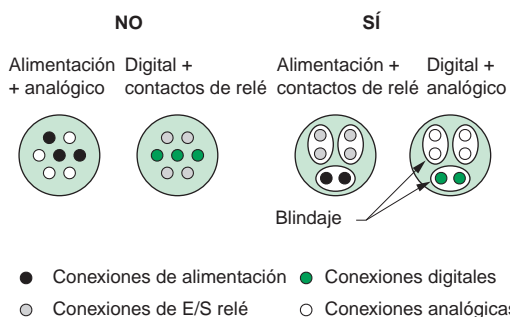 NO
SÍ
Alimentación + analógico
Digital + contactos de relé
Alimentación + contactos de relé
Digital + analógico
Blindaje
Conexiones de alimentación
Conexiones digitales
Conexiones de E/S relé
Conexiones analógicas